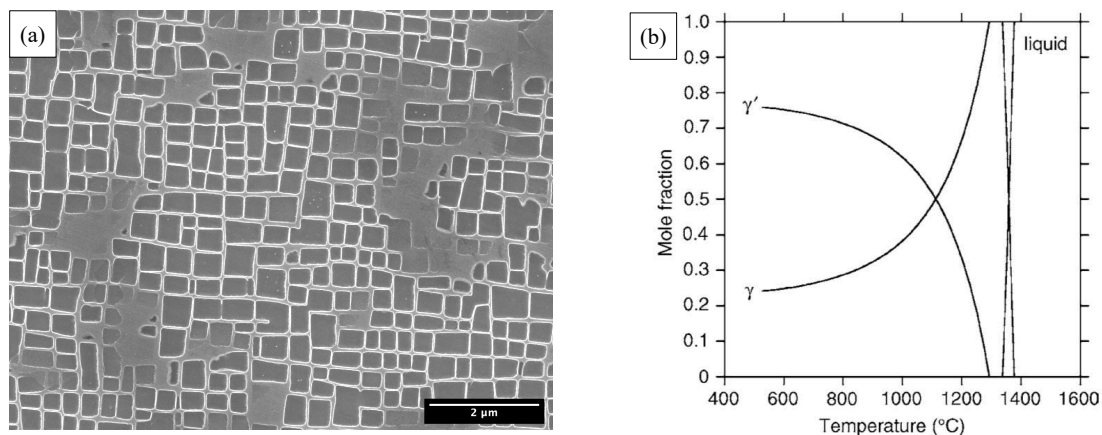 (a)
2 μm
(b)
1.0
0.9
0.8
0.7
0.6
0.5
0.4
0.3
0.2
0.1
0
Mole fraction
γ′
γ
liquid
400 600 800 1000 1200 1400 1600
Temperature (°C)